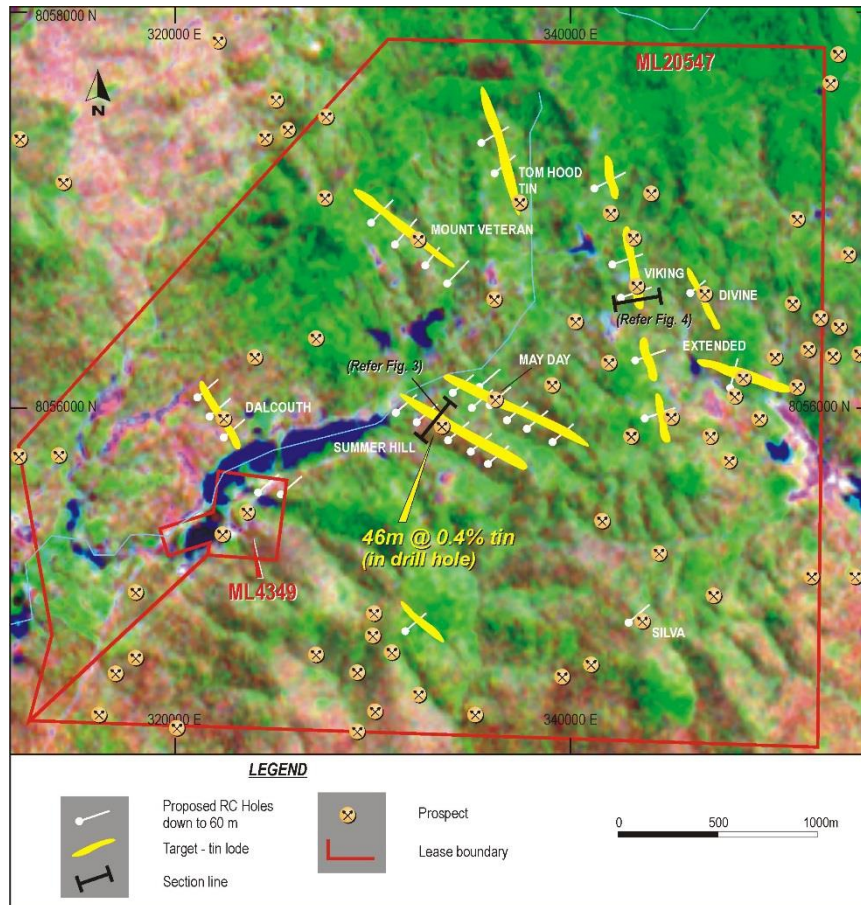 8058000 N
320000 E
340000 E
ML20547
N
TOM HOOD
TIN
MOUNT VETERAN
VIKING
DIVINE
(Refer Fig. 4)
EXTENDED
(Refer Fig. 3)
MAY DAY
8056000 N
DALCOUTH
8056000 N
SUMMER HILL
46m @ 0.4% tin
(in drill hole)
ML4349
SILVA
320000 E
340000 E
LEGEND
Proposed RC Holes
down to 60 m
Target - tin lode
Section line
Prospect
Lease boundary
0 500 1000m